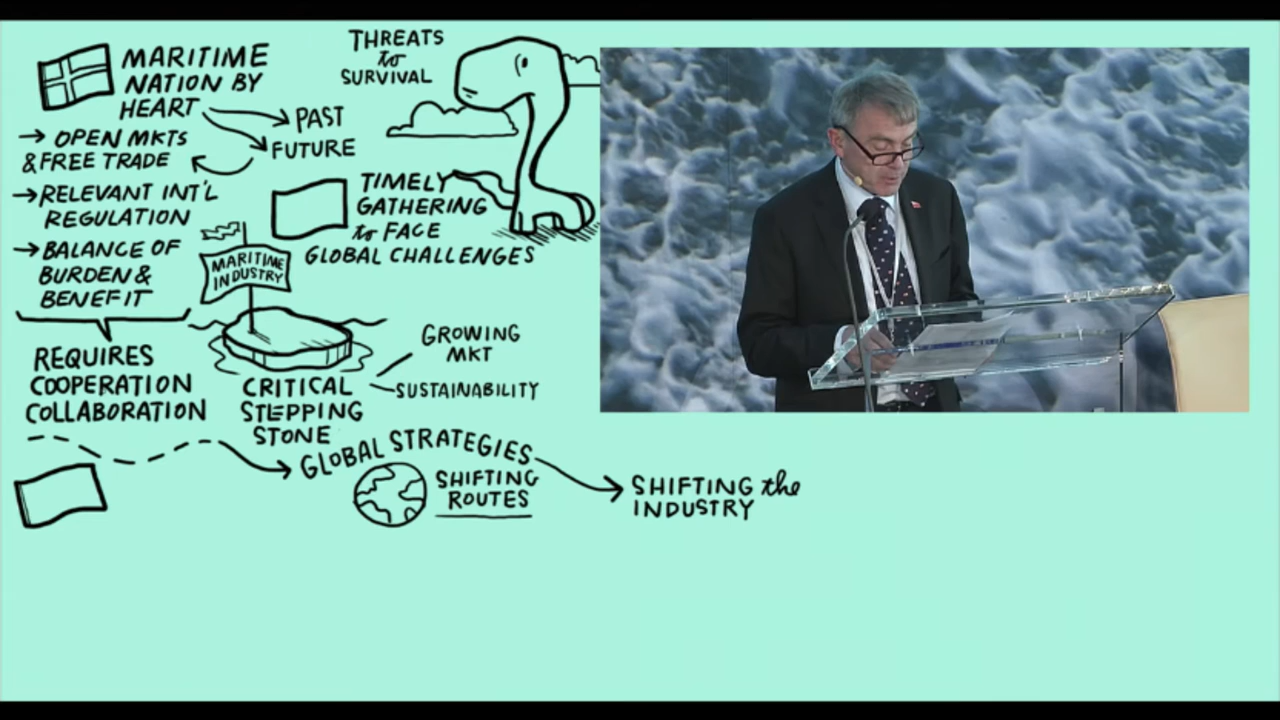 MARITIME
NATION BY
HEART
→ OPEN MKTS
& FREE TRADE
PAST
FUTURE
→ RELEVANT INT'L
REGULATION
→ BALANCE OF
BURDEN &
BENEFIT
REQUIRES
COOPERATION
COLLABORATION
THREATS
to
SURVIVAL
TIMELY
GATHERING
to FACE
GLOBAL CHALLENGES
MARITIME
INDUSTRY
CRITICAL
STEPPING
STONE
GROWING
MKT
SUSTAINABILITY
GLOBAL STRATEGIES
SHIFTING
ROUTES
SHIFTING the
INDUSTRY